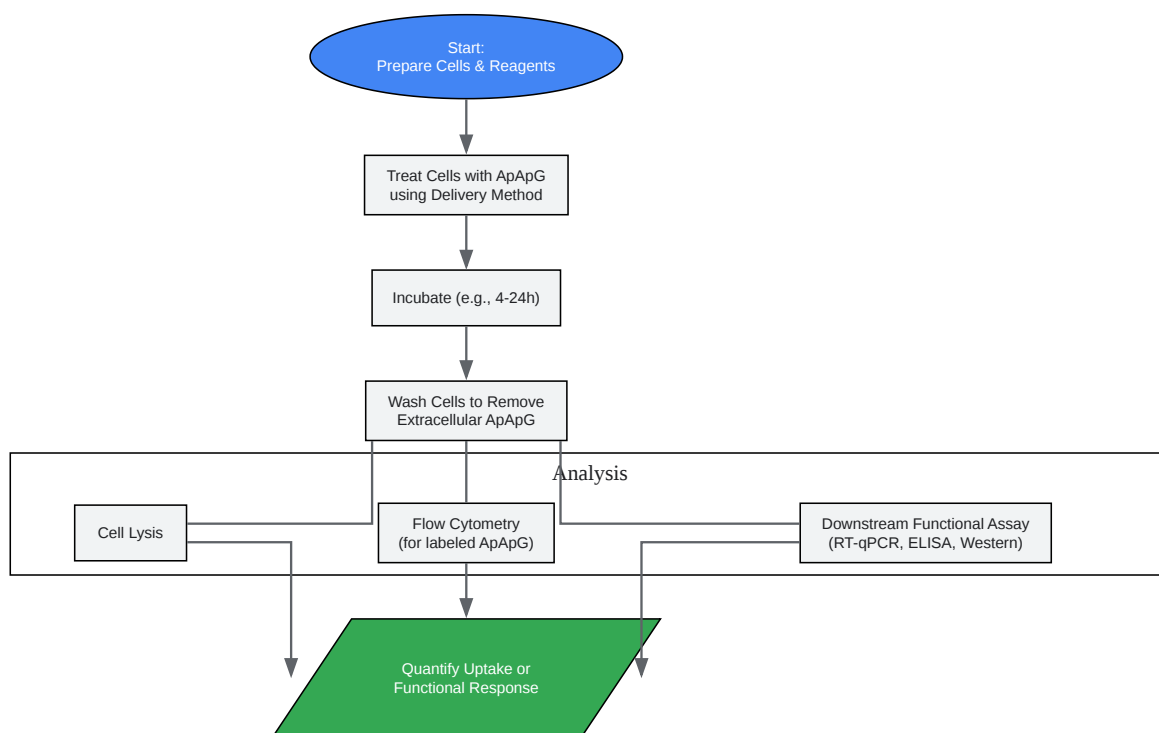 Start:
Prepare Cells & Reagents
Treat Cells with ApApG
using Delivery Method
Incubate (e.g., 4-24h)
Wash Cells to Remove
Extracellular ApApG
Analysis
Cell Lysis
Flow Cytometry
(for labeled ApApG)
Downstream Functional Assay
(RT-qPCR, ELISA, Western)
Quantify Uptake or
Functional Response